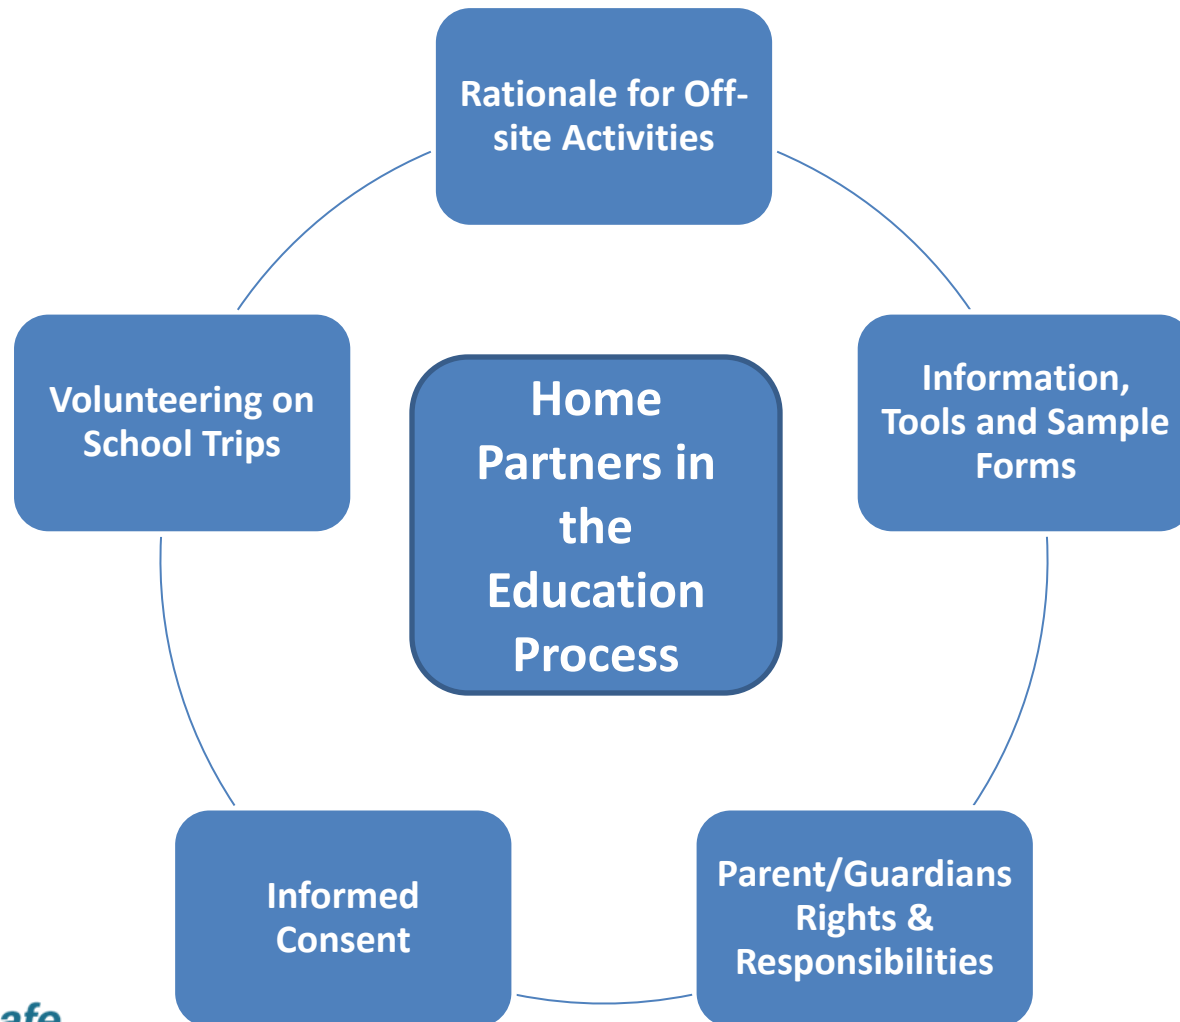 Rationale for Off-
site Activities
Information,
Tools and Sample
Forms
Parent/Guardians
Rights &
Responsibilities
Informed
Consent
Volunteering on
School Trips
Home
Partners in
the
Education
Process